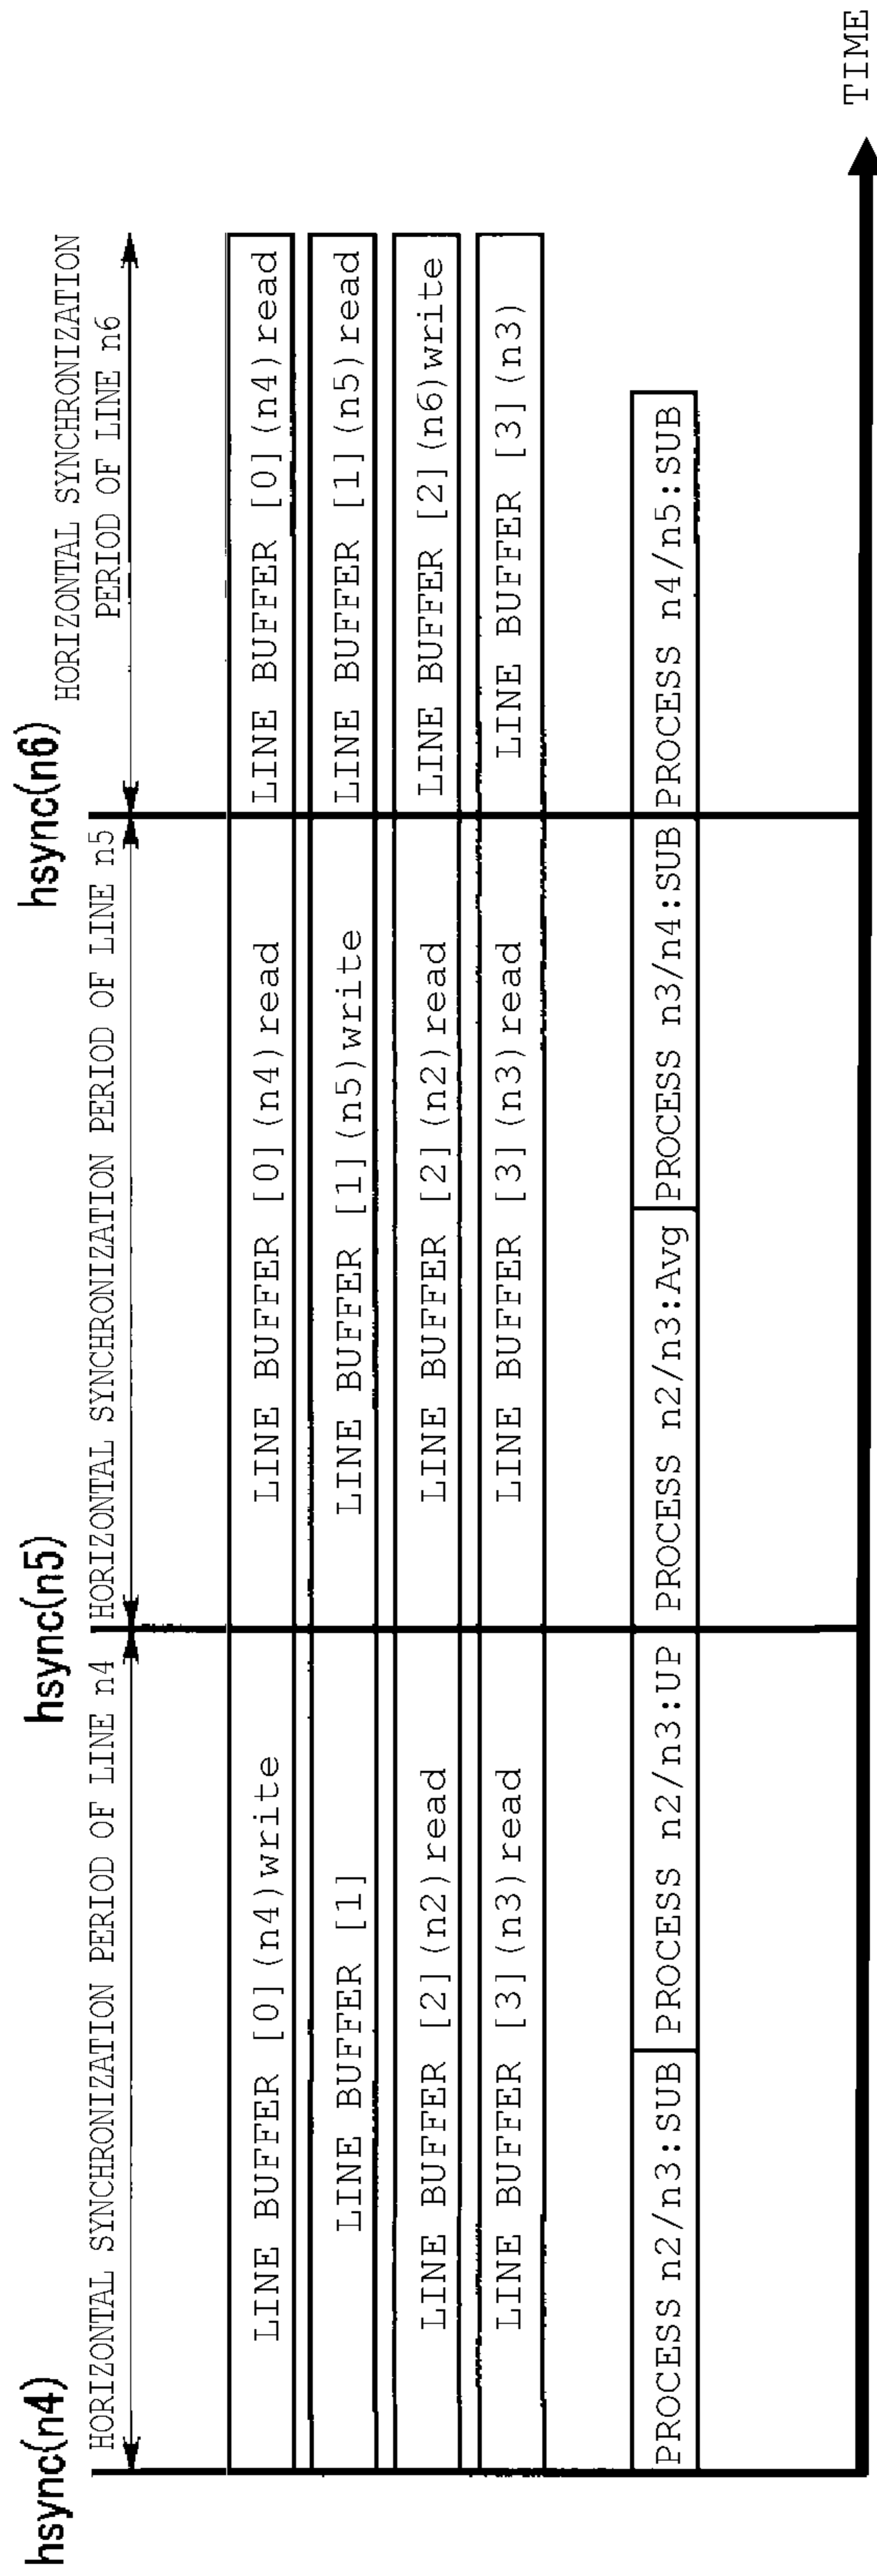 hsync(n4)
hsync(n5)
hsync(n6)
HORIZONTAL SYNCHRONIZATION PERIOD OF LINE n4
HORIZONTAL SYNCHRONIZATION PERIOD OF LINE n5
HORIZONTAL SYNCHRONIZATION
PERIOD OF LINE n6
LINE BUFFER [0](n4)write
LINE BUFFER [0](n4)read
LINE BUFFER [0](n4)read
LINE BUFFER [1]
LINE BUFFER [1](n5)write
LINE BUFFER [1](n5)read
LINE BUFFER [2](n2)read
LINE BUFFER [2](n2)read
LINE BUFFER [2](n6)write
LINE BUFFER [3](n3)read
LINE BUFFER [3](n3)read
LINE BUFFER [3](n3)
PROCESS n2/n3:SUB
PROCESS n2/n3:UP
PROCESS n2/n3:Avg
PROCESS n3/n4:SUB
PROCESS n4/n5:SUB
TIME